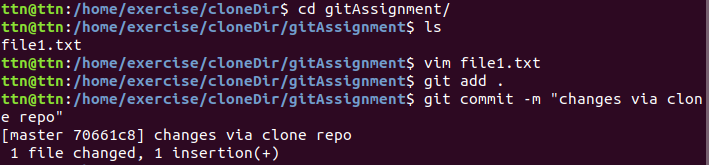 ttn@ttn:/home/exercise/cloneDir$ cd gitAssignment/
ttn@ttn:/home/exercise/cloneDir/gitAssignment$ ls
file1.txt
ttn@ttn:/home/exercise/cloneDir/gitAssignment$ vim file1.txt
ttn@ttn:/home/exercise/cloneDir/gitAssignment$ git add .
ttn@ttn:/home/exercise/cloneDir/gitAssignment$ git commit -m "changes via clon
e repo"
[master 70661c8] changes via clone repo
 1 file changed, 1 insertion(+)